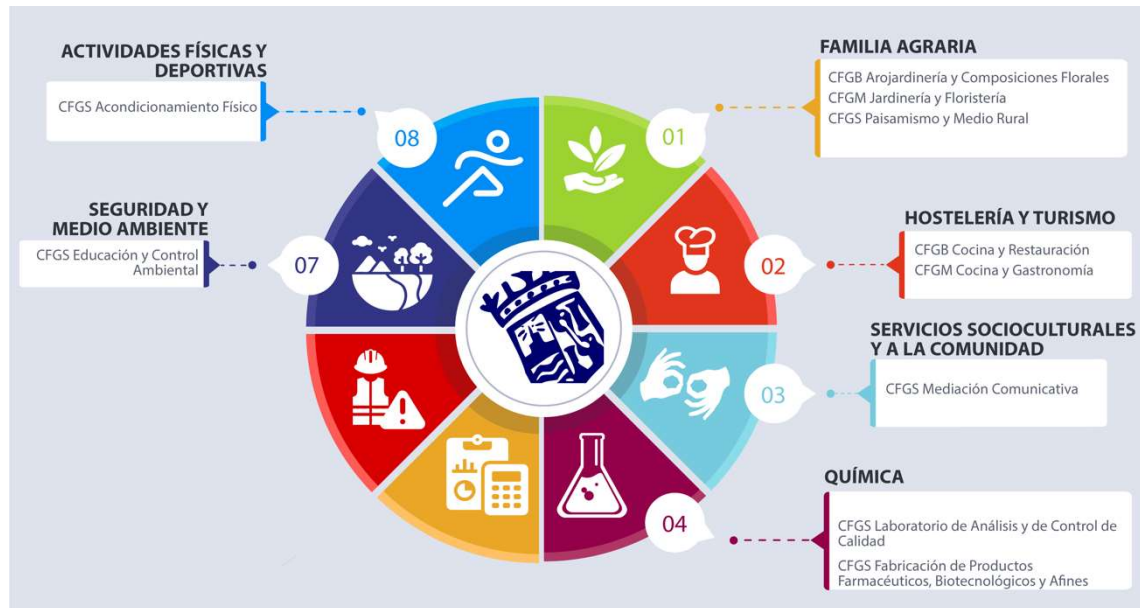 ACTIVIDADES FÍSICAS Y
DEPORTIVAS
CFGS Acondicionamiento Físico
08
FAMILIA AGRARIA
CFGB Arojardinería y Composiciones Florales
CFGM Jardinería y Floristería
CFGS Paisamismo y Medio Rural
01
SEGURIDAD Y
MEDIO AMBIENTE
CFGS Educación y Control
Ambiental
07
HOSTELERÍA Y TURISMO
CFGB Cocina y Restauración
CFGM Cocina y Gastronomía
02
SERVICIOS SOCIOCULTURALES
Y A LA COMUNIDAD
CFGS Mediación Comunicativa
03
QUÍMICA
CFGS Laboratorio de Análisis y de Control de
Calidad
CFGS Fabricación de Productos
Farmacéuticos, Biotecnológicos y Afines
04